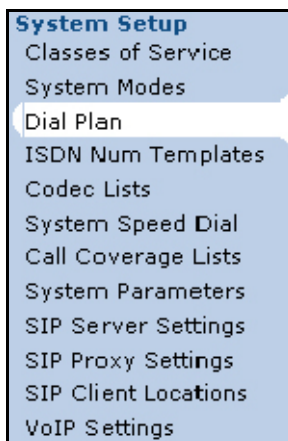 System Setup
Classes of Service
System Modes
Dial Plan
ISDN Num Templates
Codec Lists
System Speed Dial
Call Coverage Lists
System Parameters
SIP Server Settings
SIP Proxy Settings
SIP Client Locations
VoIP Settings